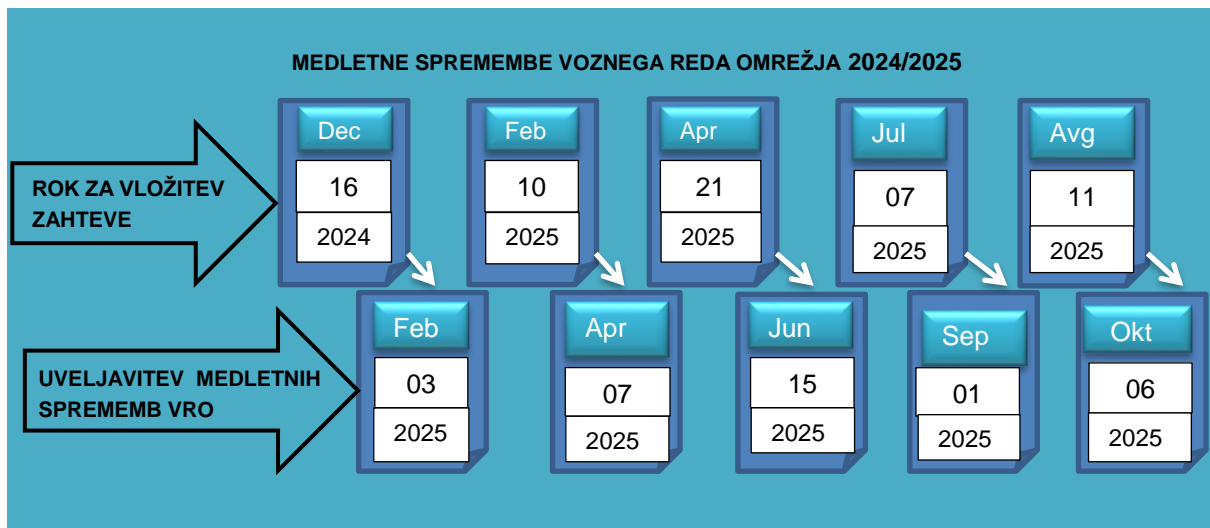 MEDLETNE SPREMEMBE VOZNEGA REDA OMREŽJA 2024/2025
ROK ZA VLOŽITEV
ZAHTEVE
Dec
16
2024
Feb
10
2025
Apr
21
2025
Jul
07
2025
Avg
11
2025
UVELJAVITEV MEDLETNIH
SPREMEMB VRO
Feb
03
2025
Apr
07
2025
Jun
15
2025
Sep
01
2025
Okt
06
2025